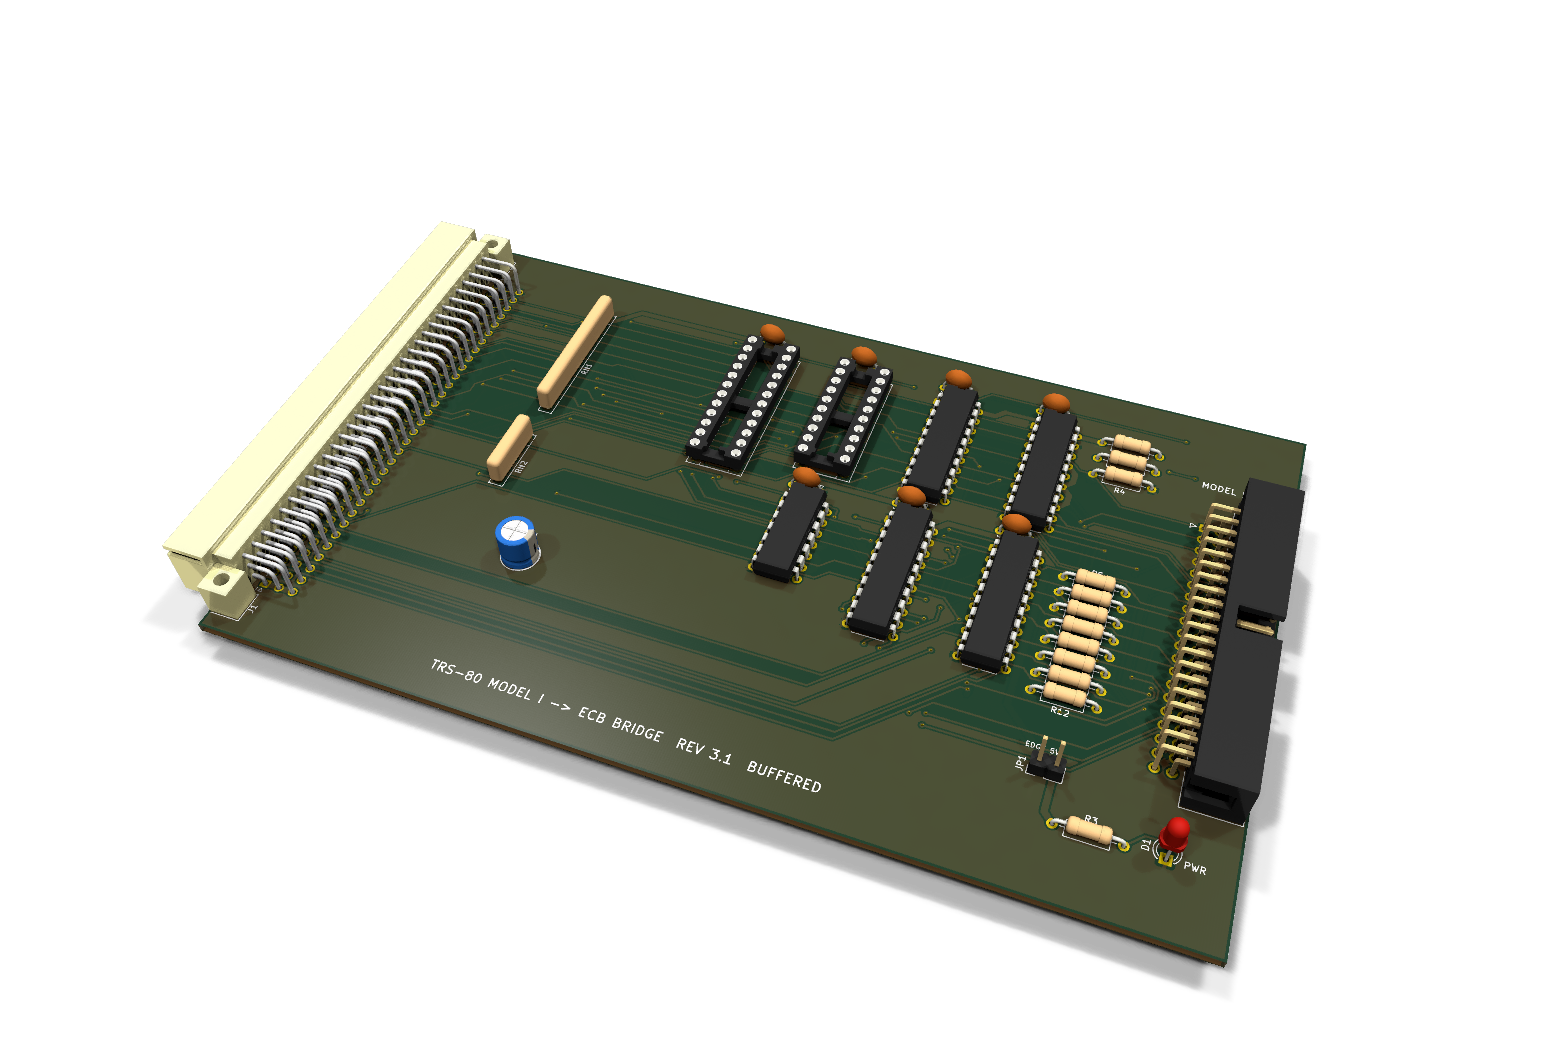 RN1
RN2
R4
MODEL
J1
TRS-80 MODEL I -> ECB BRIDGE REV 3.1 BUFFERED
R12
JP1
R3
D1
PWR